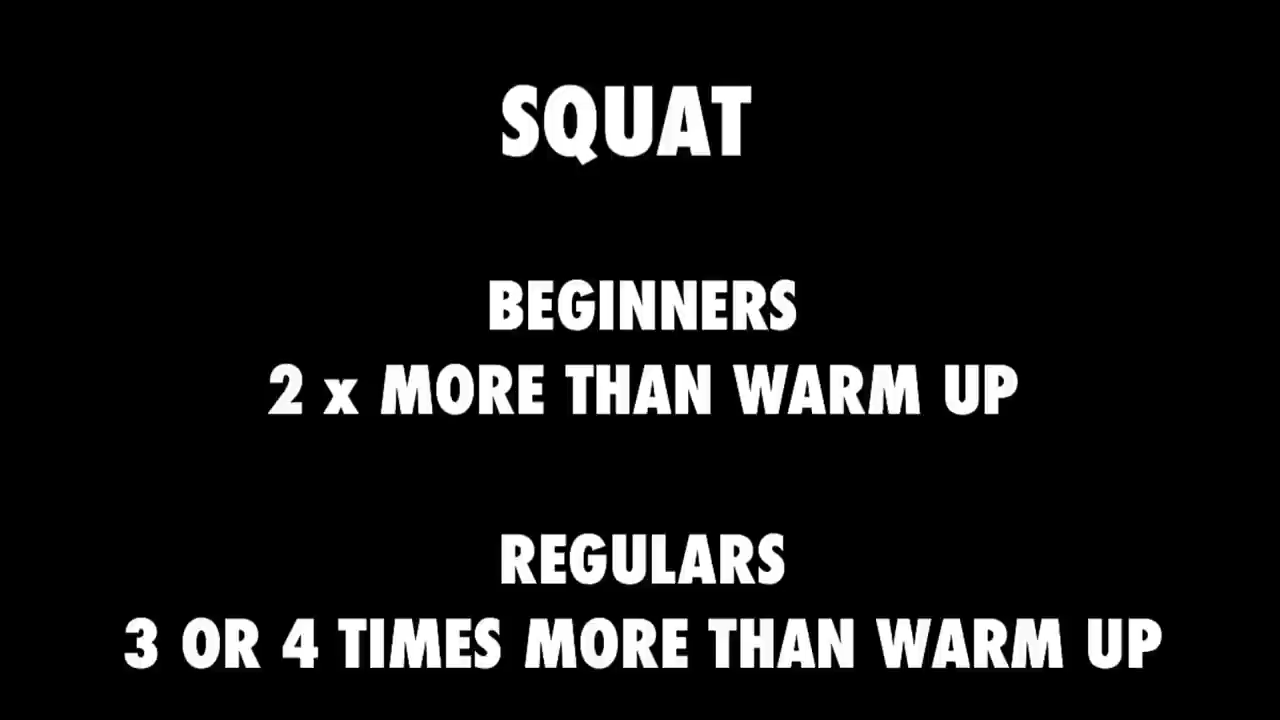 SQUAT
BEGINNERS
2 x MORE THAN WARM UP
REGULARS
3 OR 4 TIMES MORE THAN WARM UP